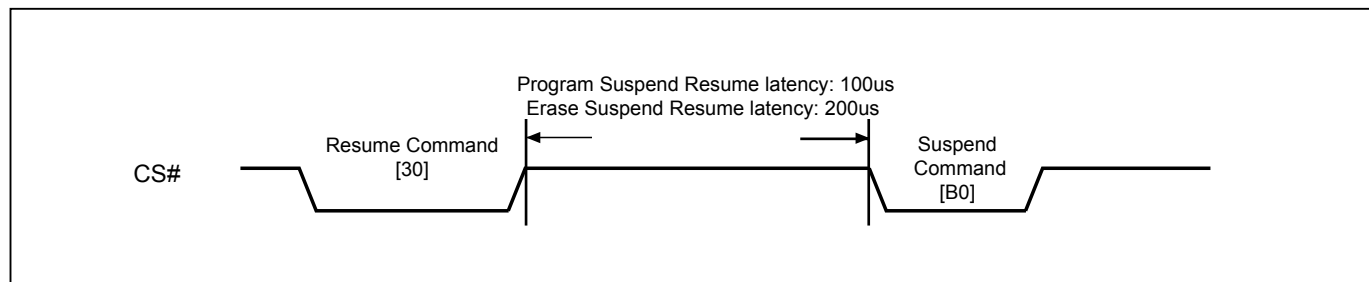 Program Suspend Resume latency: 100us
Erase Suspend Resume latency: 200us
Resume Command
[30]
Suspend
Command
[B0]
CS#